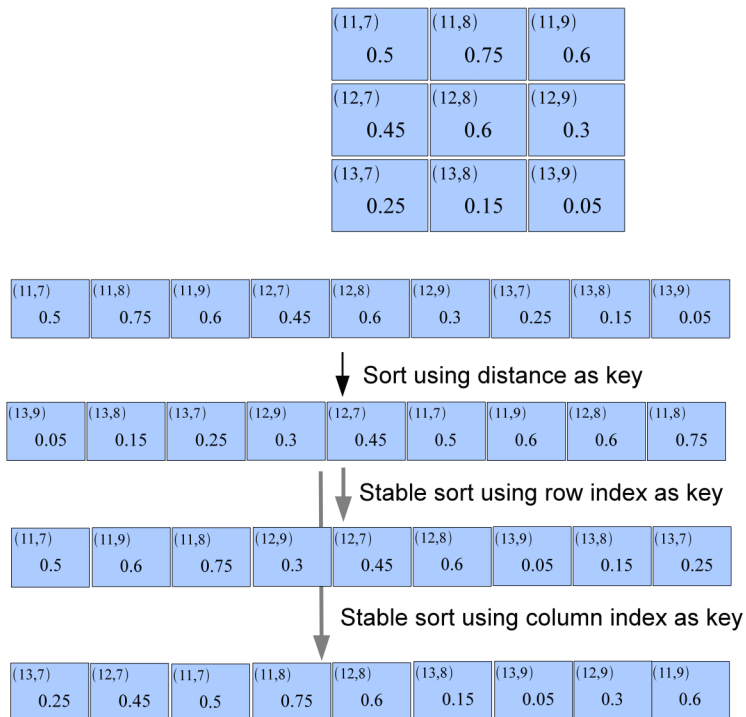 (11,7) (11,8) (11,9)
0.5 0.75 0.6
(12,7) (12,8) (12,9)
0.45 0.6 0.3
(13,7) (13,8) (13,9)
0.25 0.15 0.05
(11,7) (11,8) (11,9) (12,7) (12,8) (12,9) (13,7) (13,8) (13,9)
0.5 0.75 0.6 0.45 0.6 0.3 0.25 0.15 0.05
Sort using distance as key
(13,9) (13,8) (13,7) (12,9) (12,7) (11,7) (11,9) (12,8) (11,8)
0.05 0.15 0.25 0.3 0.45 0.5 0.6 0.6 0.75
Stable sort using row index as key
(11,7) (11,9) (11,8) (12,9) (12,7) (12,8) (13,9) (13,8) (13,7)
0.5 0.6 0.75 0.3 0.45 0.6 0.05 0.15 0.25
Stable sort using column index as key
(13,7) (12,7) (11,7) (11,8) (12,8) (13,8) (13,9) (12,9) (11,9)
0.25 0.45 0.5 0.75 0.6 0.15 0.05 0.3 0.6